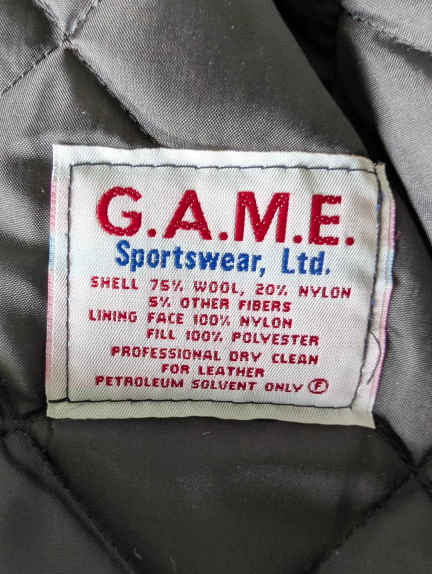 G.A.M.E.
Sportswear, Ltd.
SHELL 75% WOOL, 20% NYLON
5% OTHER FIBERS
LINING FACE 100% NYLON
FILL 100% POLYESTER
PROFESSIONAL DRY CLEAN
FOR LEATHER
PETROLEUM SOLVENT ONLY Ⓕ